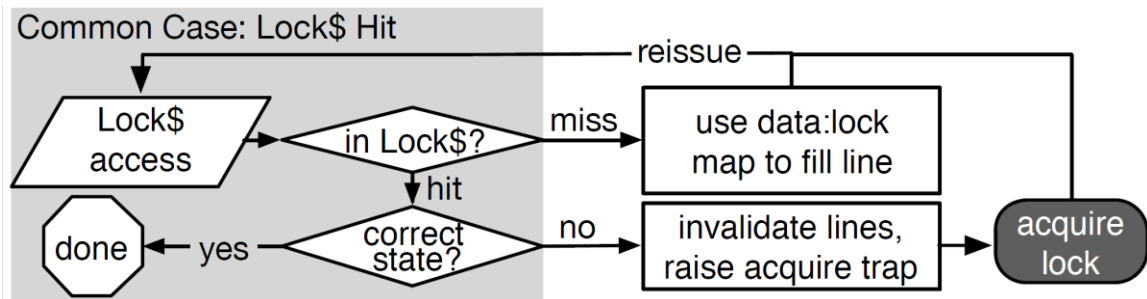 Common Case: Lock$ Hit
reissue
Lock$
access
in Lock$?
miss
use data:lock
map to fill line
hit
done
yes
correct
state?
no
invalidate lines,
raise acquire trap
acquire
lock